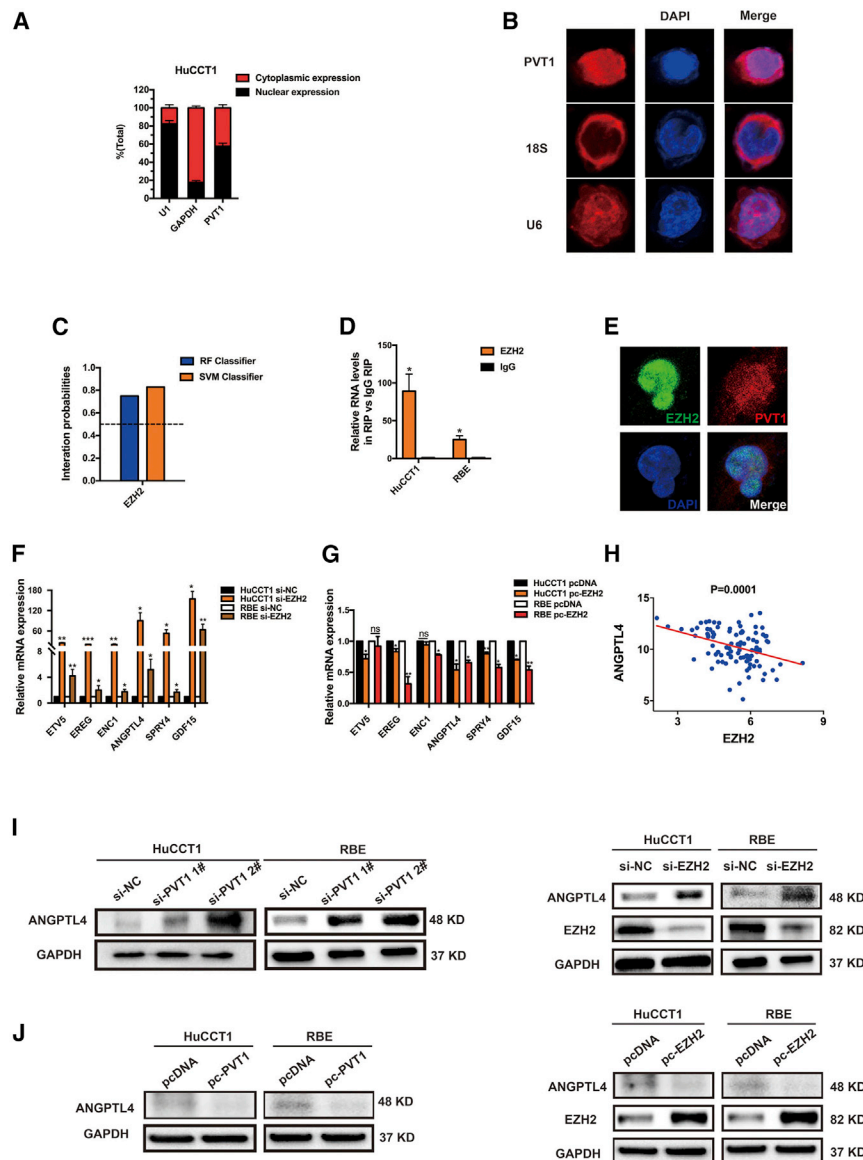 A
HuCCT1
Cytoplasmic expression
Nuclear expression
%(Total)
120
100
80
60
40
20
0
U1
GAPDH
PVT1
B
DAPI
Merge
PVT1
18S
U6
C
RF Classifier
SVM Classifier
Interation probabilities
1.0
0.8
0.6
0.4
0.2
0.0
EZH2
D
EZH2
IgG
Relative RNA levels
in RIP vs IgG RIP
150
100
50
0
*
*
HuCCT1
RBE
E
EZH2
PVT1
DAPI
Merge
F
HuCCT1 si-NC
HuCCT1 si-EZH2
RBE si-NC
RBE si-EZH2
Relative mRNA expression
180
120
60
8
4
0
** ** *** * ** * * * * * * **
ETV5
EREG
ENC1
ANGPTL4
SPRY4
GDF15
G
HuCCT1 pcDNA
HuCCT1 pc-EZH2
RBE pcDNA
RBE pc-EZH2
Relative mRNA expression
1.5
1.0
0.5
0.0
* ns * ** ns * * * ** * * **
ETV5
EREG
ENC1
ANGPTL4
SPRY4
GDF15
H
P=0.0001
ANGPTL4
15
10
5
3
6
9
EZH2
I
HuCCT1
RBE
si-NC
si-PVT1 1#
si-PVT1 2#
si-NC
si-PVT1 1#
si-PVT1 2#
ANGPTL4
48 KD
GAPDH
37 KD
HuCCT1
RBE
si-NC si-EZH2
si-NC si-EZH2
ANGPTL4
48 KD
EZH2
82 KD
GAPDH
37 KD
J
HuCCT1
RBE
pcDNA
pc-PVT1
pcDNA
pc-PVT1
ANGPTL4
48 KD
GAPDH
37 KD
HuCCT1
RBE
pcDNA
pc-EZH2
pcDNA
pc-EZH2
ANGPTL4
48 KD
EZH2
82 KD
GAPDH
37 KD